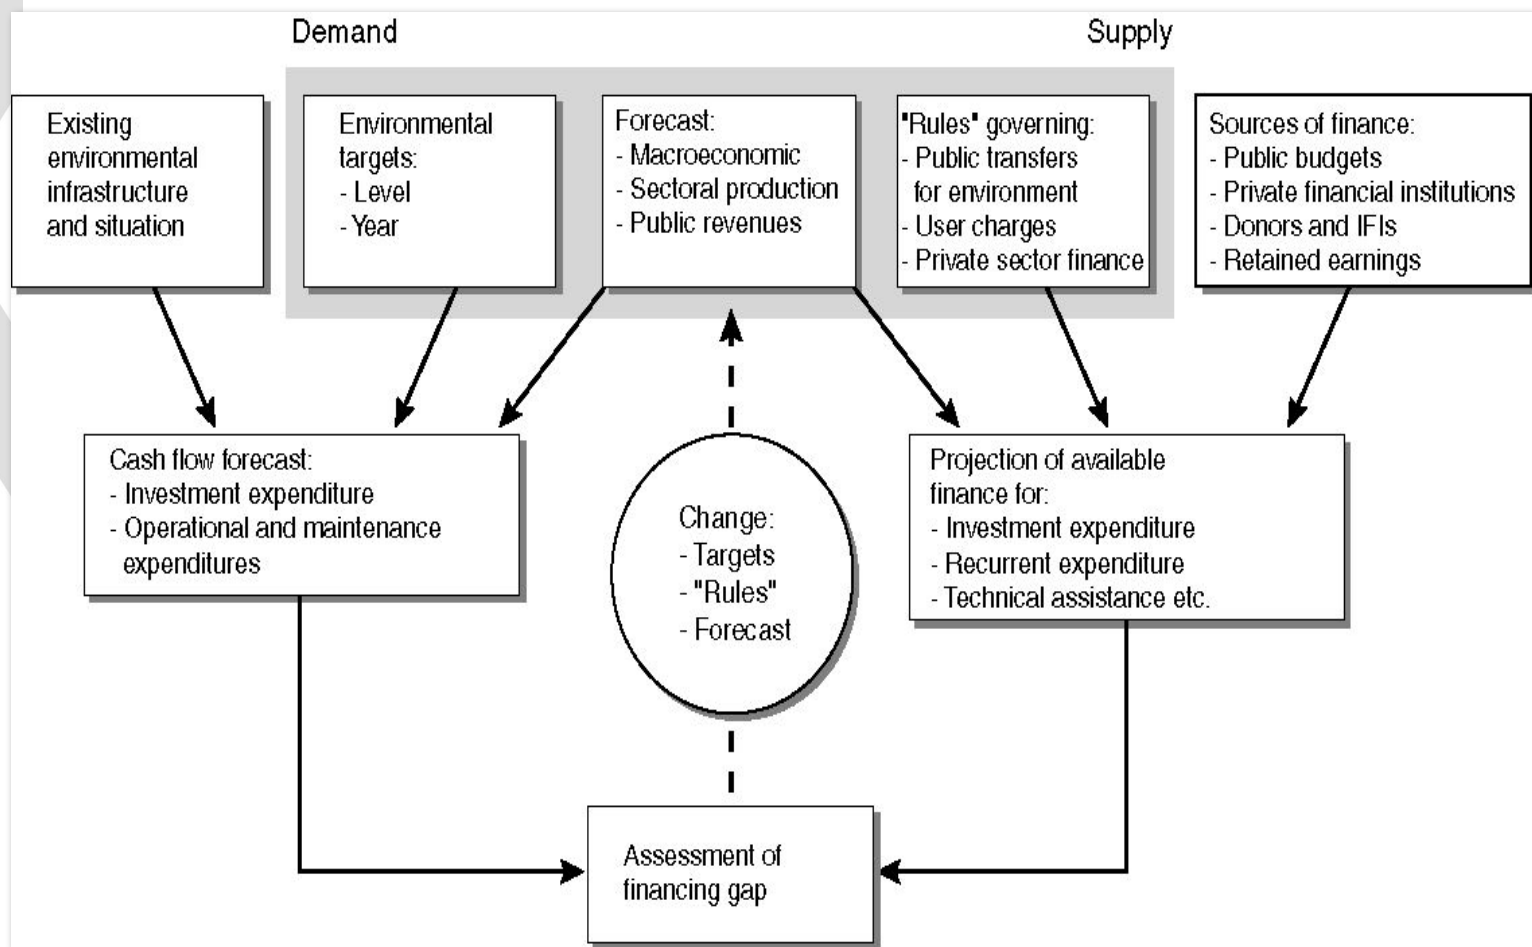 Demand
Supply
Existing
environmental
infrastructure
and situation
Environmental
targets:
- Level
- Year
Forecast:
- Macroeconomic
- Sectoral production
- Public revenues
"Rules" governing:
- Public transfers
for environment
- User charges
- Private sector finance
Sources of finance:
- Public budgets
- Private financial institutions
- Donors and IFIs
- Retained earnings
Cash flow forecast:
- Investment expenditure
- Operational and maintenance
expenditures
Change:
- Targets
- "Rules"
- Forecast
Projection of available
finance for:
- Investment expenditure
- Recurrent expenditure
- Technical assistance etc.
Assessment of
financing gap